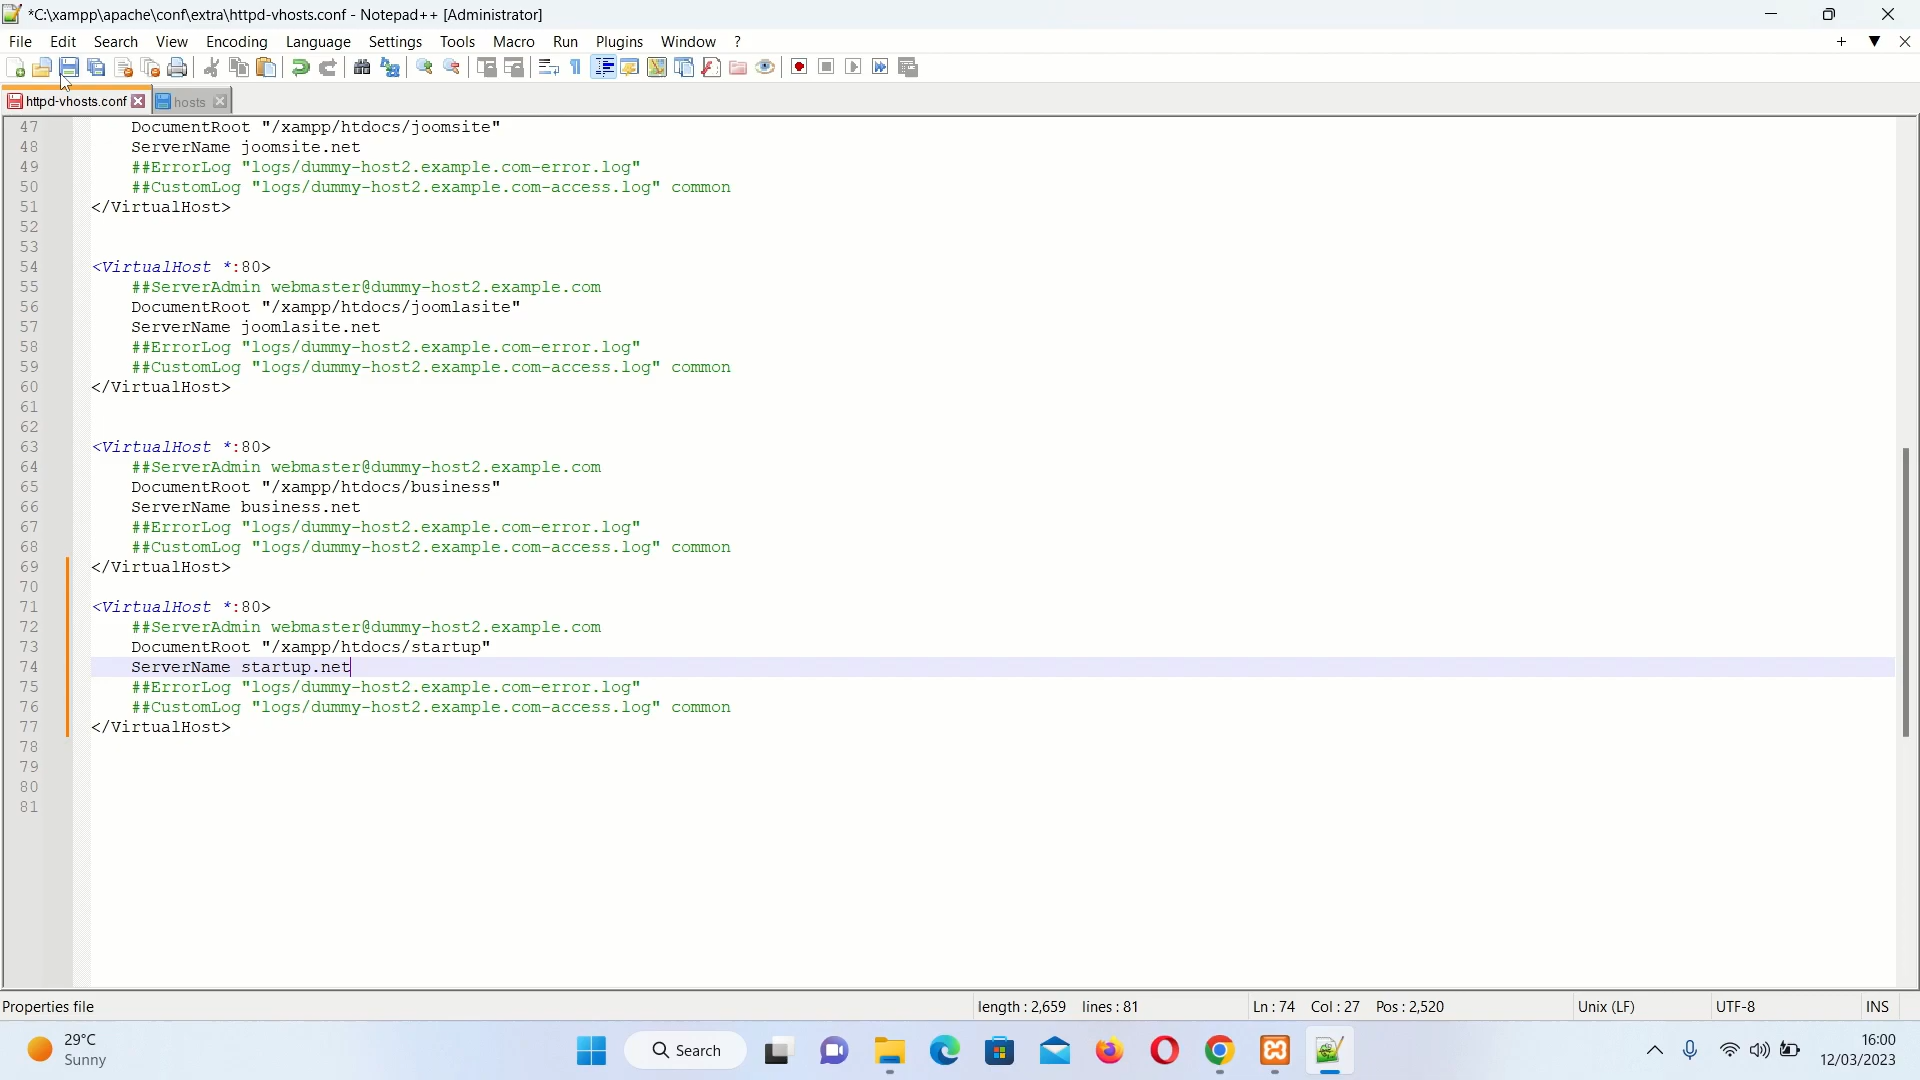 *C:\xampp\apache\conf\extra\httpd-vhosts.conf - Notepad++ [Administrator]
File Edit Search View Encoding Language Settings Tools Macro Run Plugins Window ?
httpd-vhosts.conf hosts
47 DocumentRoot "/xampp/htdocs/joomsite"
48 ServerName joomsite.net
49 ##ErrorLog "logs/dummy-host2.example.com-error.log"
50 ##CustomLog "logs/dummy-host2.example.com-access.log" common
51 </VirtualHost>
52
53
54 <VirtualHost *:80>
55 ##ServerAdmin webmaster@dummy-host2.example.com
56 DocumentRoot "/xampp/htdocs/joomlasite"
57 ServerName joomlasite.net
58 ##ErrorLog "logs/dummy-host2.example.com-error.log"
59 ##CustomLog "logs/dummy-host2.example.com-access.log" common
60 </VirtualHost>
61
62
63 <VirtualHost *:80>
64 ##ServerAdmin webmaster@dummy-host2.example.com
65 DocumentRoot "/xampp/htdocs/business"
66 ServerName business.net
67 ##ErrorLog "logs/dummy-host2.example.com-error.log"
68 ##CustomLog "logs/dummy-host2.example.com-access.log" common
69 </VirtualHost>
70
71 <VirtualHost *:80>
72 ##ServerAdmin webmaster@dummy-host2.example.com
73 DocumentRoot "/xampp/htdocs/startup"
74 ServerName startup.net
75 ##ErrorLog "logs/dummy-host2.example.com-error.log"
76 ##CustomLog "logs/dummy-host2.example.com-access.log" common
77 </VirtualHost>
78
79
80
81
Properties file length : 2,659 lines : 81 Ln : 74 Col : 27 Pos : 2,520 Unix (LF) UTF-8 INS
29°C
Sunny
Search
16:00
12/03/2023